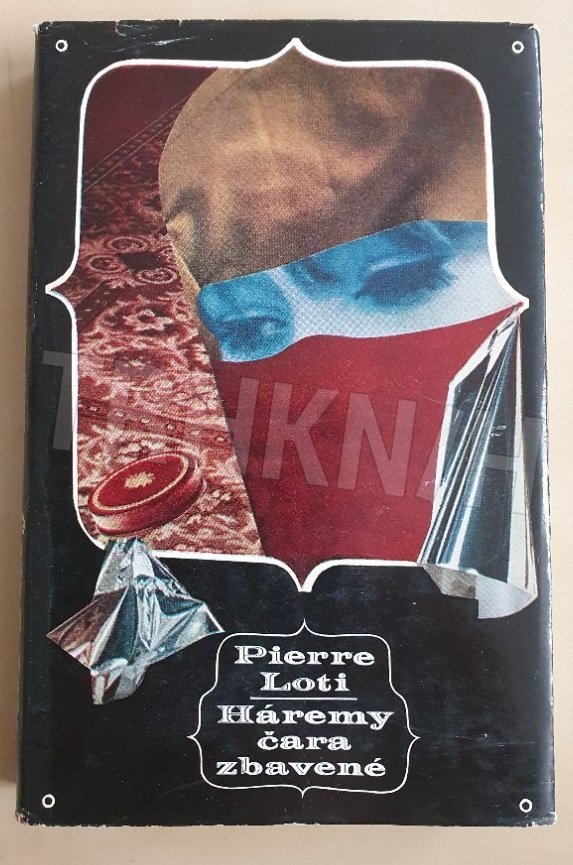 Pierre
Loti
Háremy
čara
zbavené